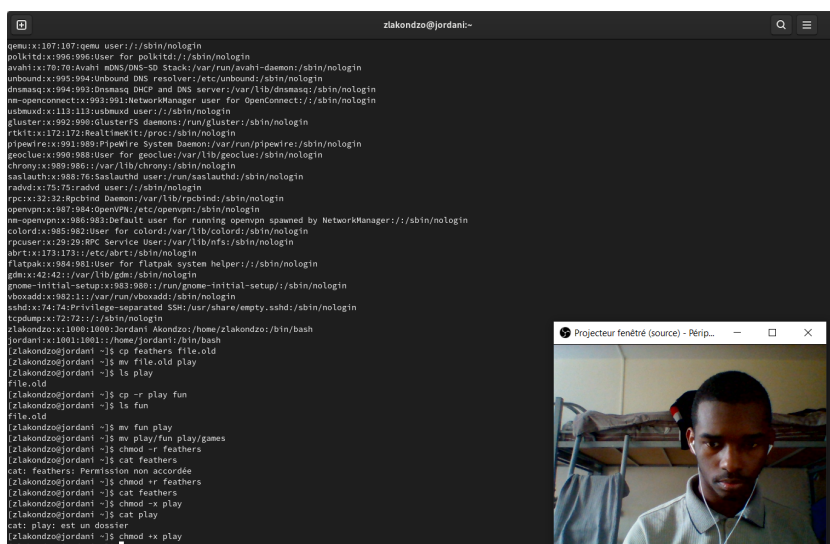 zlakondzo@jordani:~
qemu:x:107:107:qemu user:/:/sbin/nologin
polkitd:x:996:996:User for polkitd:/:/sbin/nologin
avahi:x:70:70:Avahi mDNS/DNS-SD Stack:/var/run/avahi-daemon:/sbin/nologin
unbound:x:995:994:Unbound DNS resolver:/etc/unbound:/sbin/nologin
dnsmasq:x:994:993:Dnsmasq DHCP and DNS server:/var/lib/dnsmasq:/sbin/nologin
nm-openconnect:x:993:991:NetworkManager user for OpenConnect:/:/sbin/nologin
usbmuxd:x:113:113:usbmuxd user:/:/sbin/nologin
gluster:x:992:990:GlusterFS daemons:/run/gluster:/sbin/nologin
rtkit:x:172:172:RealtimeKit:/proc:/sbin/nologin
pipewire:x:991:989:PipeWire System Daemon:/var/run/pipewire:/sbin/nologin
geoclue:x:990:988:User for geoclue:/var/lib/geoclue:/sbin/nologin
chrony:x:989:986::/var/lib/chrony:/sbin/nologin
saslauth:x:988:76:Saslauthd user:/run/saslauthd:/sbin/nologin
radvd:x:75:75:radvd user:/:/sbin/nologin
rpc:x:32:32:Rpcbind Daemon:/var/lib/rpcbind:/sbin/nologin
openvpn:x:987:984:OpenVPN:/etc/openvpn:/sbin/nologin
nm-openvpn:x:986:983:Default user for running openvpn spawned by NetworkManager:/:/sbin/nologin
colord:x:985:982:User for colord:/var/lib/colord:/sbin/nologin
rpcuser:x:29:29:RPC Service User:/var/lib/nfs:/sbin/nologin
abrt:x:173:173::/etc/abrt:/sbin/nologin
flatpak:x:984:981:User for flatpak system helper:/:/sbin/nologin
gdm:x:42:42::/var/lib/gdm:/sbin/nologin
gnome-initial-setup:x:983:980::/run/gnome-initial-setup/:/sbin/nologin
vboxadd:x:982:1::/var/run/vboxadd:/sbin/nologin
sshd:x:74:74:Privilege-separated SSH:/usr/share/empty.sshd:/sbin/nologin
tcpdump:x:72:72::/:/sbin/nologin
zlakondzo:x:1000:1000:Jordani Akondzo:/home/zlakondzo:/bin/bash
jordani:x:1001:1001::/home/jordani:/bin/bash
[zlakondzo@jordani ~]$ cp feathers file.old
[zlakondzo@jordani ~]$ mv file.old play
[zlakondzo@jordani ~]$ ls play
file.old
[zlakondzo@jordani ~]$ cp -r play fun
[zlakondzo@jordani ~]$ ls fun
file.old
[zlakondzo@jordani ~]$ mv fun play
[zlakondzo@jordani ~]$ mv play/fun play/games
[zlakondzo@jordani ~]$ chmod -r feathers
[zlakondzo@jordani ~]$ cat feathers
cat: feathers: Permission non accordée
[zlakondzo@jordani ~]$ chmod +r feathers
[zlakondzo@jordani ~]$ cat feathers
[zlakondzo@jordani ~]$ chmod -x play
[zlakondzo@jordani ~]$ cat play
cat: play: est un dossier
[zlakondzo@jordani ~]$ chmod +x play
Projecteur fenêtré (source) - Périp...